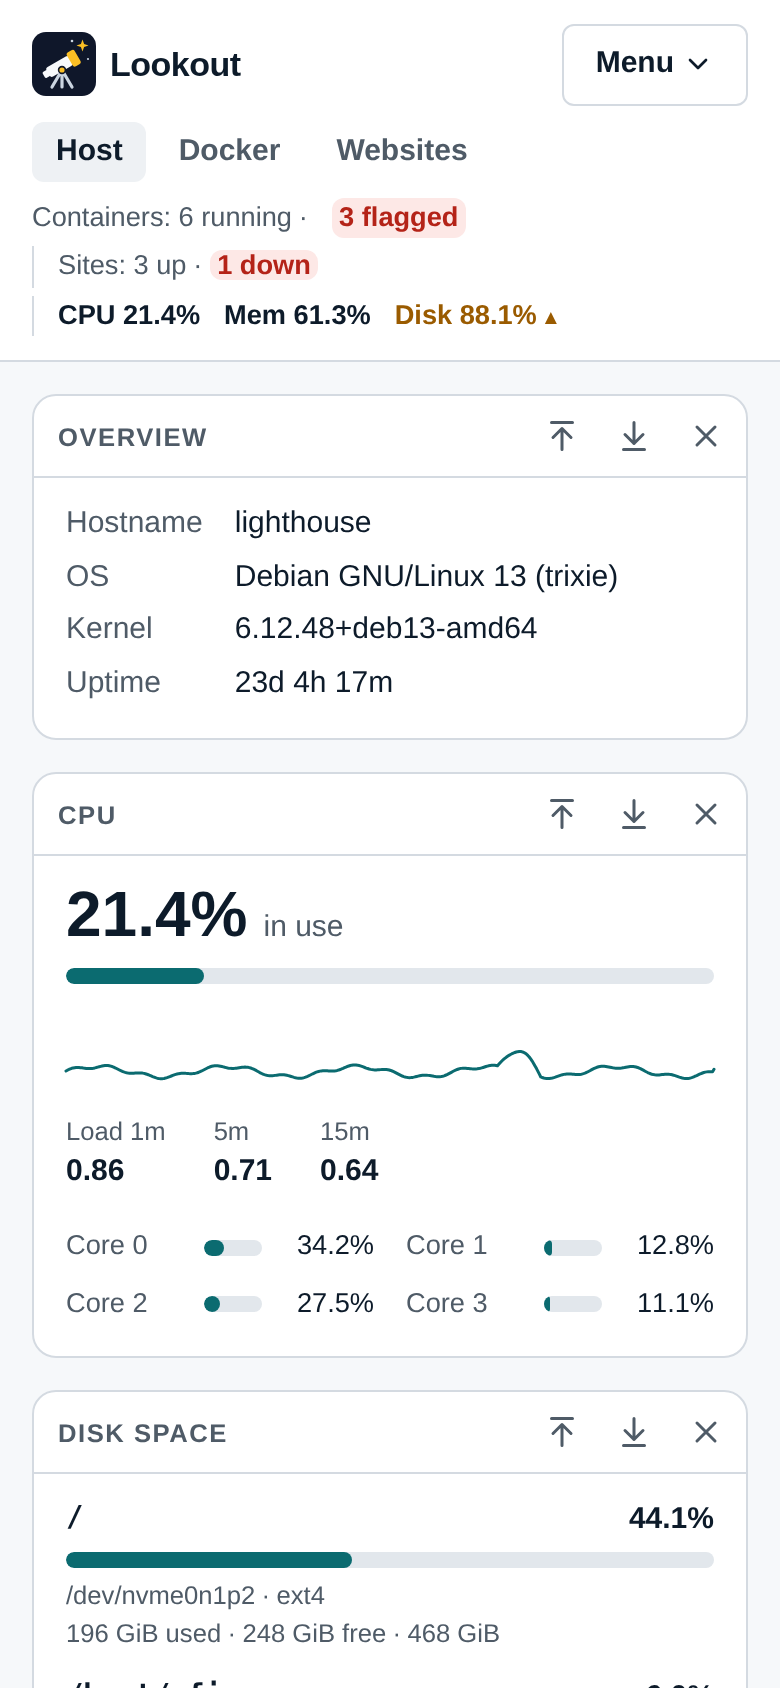 Lookout
Menu
Host Docker Websites
Containers: 6 running · 3 flagged
Sites: 3 up · 1 down
CPU 21.4% Mem 61.3% Disk 88.1% ▲
OVERVIEW
Hostname lighthouse
OS Debian GNU/Linux 13 (trixie)
Kernel 6.12.48+deb13-amd64
Uptime 23d 4h 17m
CPU
21.4% in use
Load 1m 5m 15m
0.86 0.71 0.64
Core 0 34.2% Core 1 12.8%
Core 2 27.5% Core 3 11.1%
DISK SPACE
/ 44.1%
/dev/nvme0n1p2 · ext4
196 GiB used · 248 GiB free · 468 GiB